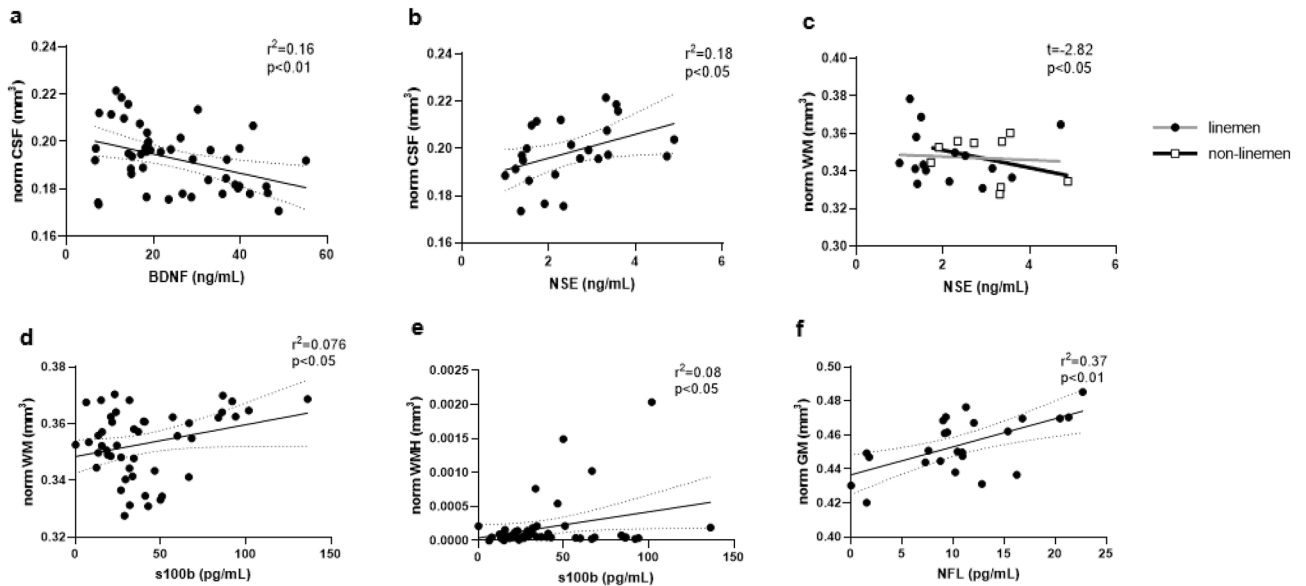 a
r²=0.16
p<0.01
norm CSF (mm³)
0.24
0.22
0.20
0.18
0.16
0 20 40 60
BDNF (ng/mL)
b
r²=0.18
p<0.05
norm CSF (mm³)
0.24
0.22
0.20
0.18
0.16
0 2 4 6
NSE (ng/mL)
c
t=-2.82
p<0.05
norm WM (mm³)
0.40
0.38
0.36
0.34
0.32
0.30
0 2 4 6
NSE (ng/mL)
linemen
non-linemen
d
r²=0.076
p<0.05
norm WM (mm³)
0.38
0.36
0.34
0.32
0 50 100 150
s100b (pg/mL)
e
r²=0.08
p<0.05
norm WMH (mm³)
0.0025
0.0020
0.0015
0.0010
0.0005
0.0000
0 50 100 150
s100b (pg/mL)
f
r²=0.37
p<0.01
norm GM (mm³)
0.50
0.48
0.46
0.44
0.42
0.40
0 5 10 15 20 25
NFL (pg/mL)